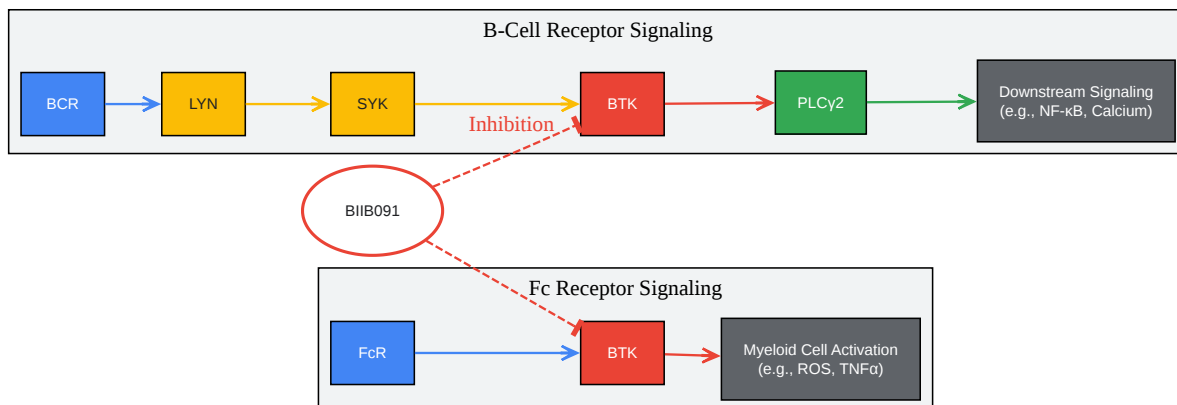 B-Cell Receptor Signaling
BCR
LYN
SYK
BTK
PLCγ2
Downstream Signaling
(e.g., NF-κB, Calcium)
Inhibition
BIIB091
Fc Receptor Signaling
FcR
BTK
Myeloid Cell Activation
(e.g., ROS, TNFα)